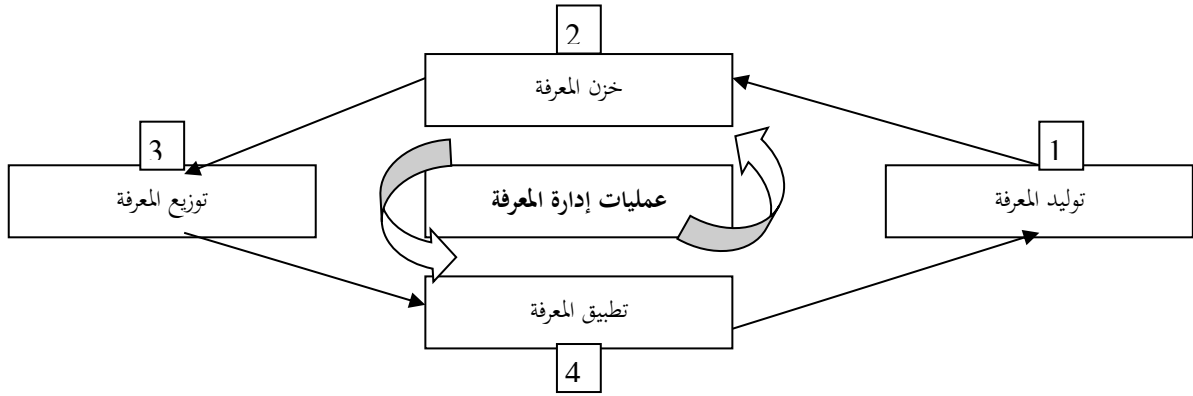 2
خزن المعرفة
1
توليد المعرفة
عمليات إدارة المعرفة
3
توزيع المعرفة
تطبيق المعرفة
4